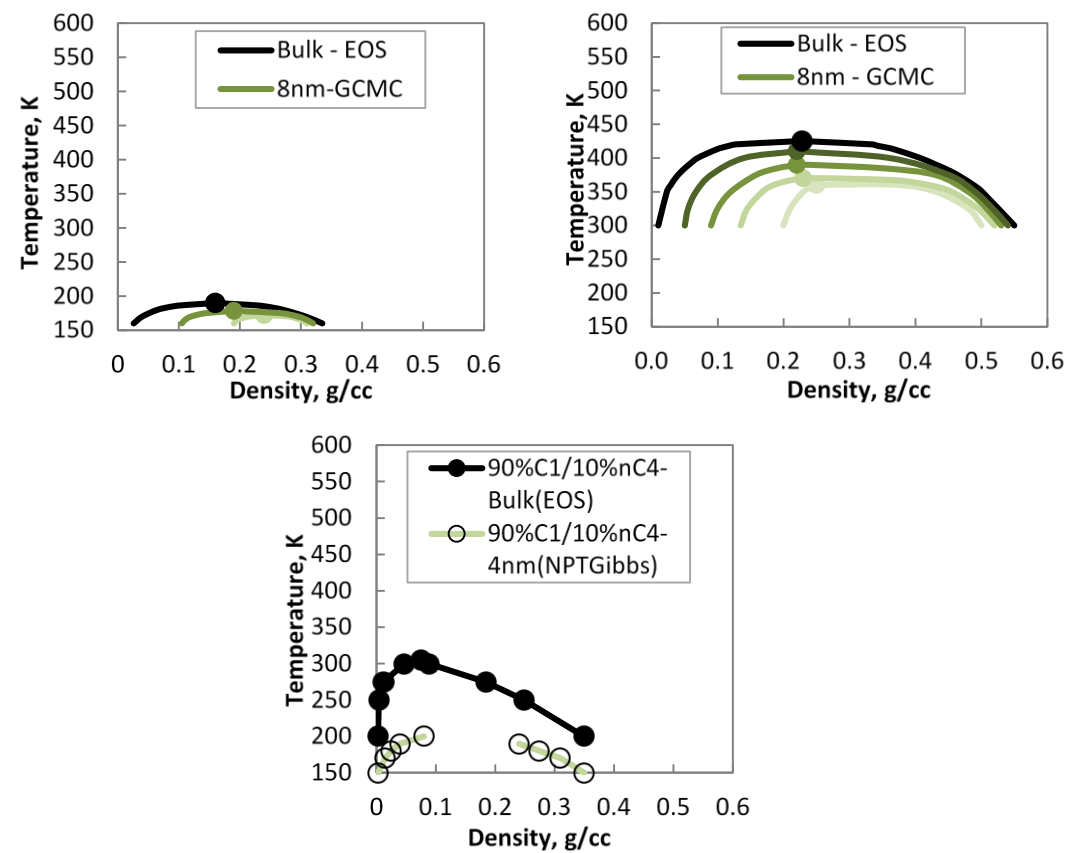 600
550
500
450
400
350
300
250
200
150
Temperature, K
Bulk - EOS
8nm-GCMC
0 0.1 0.2 0.3 0.4 0.5 0.6
Density, g/cc
600
550
500
450
400
350
300
250
200
150
Temperature, K
Bulk - EOS
8nm - GCMC
0.0 0.1 0.2 0.3 0.4 0.5 0.6
Density, g/cc
600
550
500
450
400
350
300
250
200
150
Temperature, K
90%C1/10%nC4-
Bulk(EOS)
90%C1/10%nC4-
4nm(NPTGibbs)
0 0.1 0.2 0.3 0.4 0.5 0.6
Density, g/cc